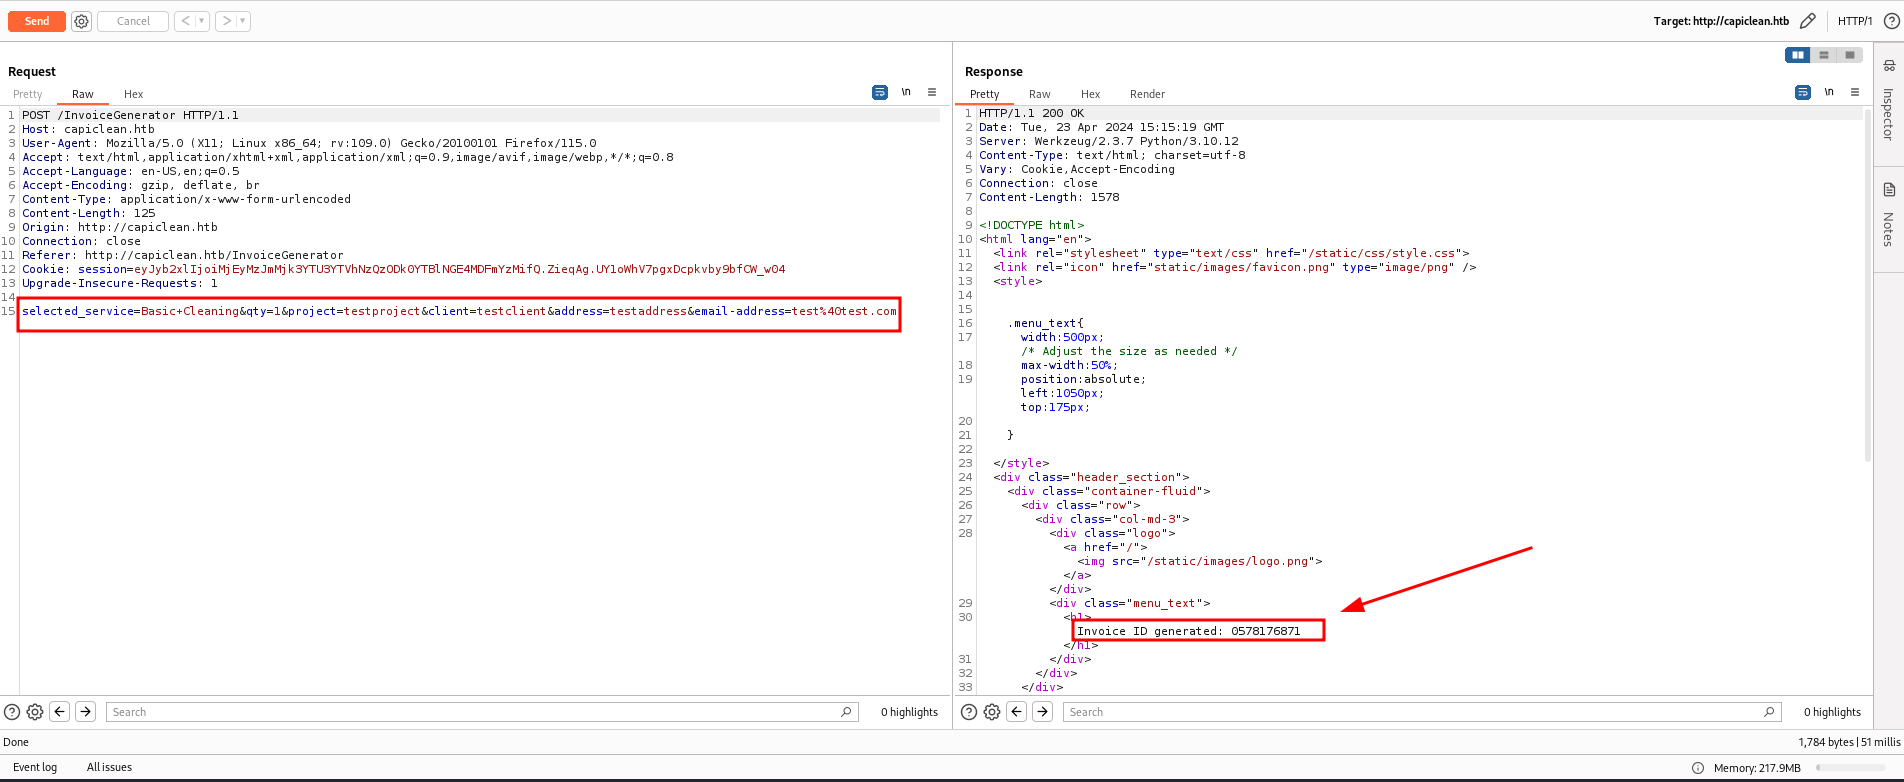 Send
Cancel
Target: http://capiclean.htb
HTTP/1
Request
Pretty
Raw
Hex
\n
1 POST /InvoiceGenerator HTTP/1.1
2 Host: capiclean.htb
3 User-Agent: Mozilla/5.0 (X11; Linux x86_64; rv:109.0) Gecko/20100101 Firefox/115.0
4 Accept: text/html,application/xhtml+xml,application/xml;q=0.9,image/avif,image/webp,*/*;q=0.8
5 Accept-Language: en-US,en;q=0.5
6 Accept-Encoding: gzip, deflate, br
7 Content-Type: application/x-www-form-urlencoded
8 Content-Length: 125
9 Origin: http://capiclean.htb
10 Connection: close
11 Referer: http://capiclean.htb/InvoiceGenerator
12 Cookie: session=eyJyb2xlIjoiMjEyMzJmMjk3YTU3YTVhNzQzODk0YTBlNGE4MDFmYzMifQ.ZieqAg.UY1oWhV7pgxDcpkvby9bfCW_w04
13 Upgrade-Insecure-Requests: 1
14
15 selected_service=Basic+Cleaning&qty=1&project=testproject&client=testclient&address=testaddress&email-address=test%40test.com
Search
0 highlights
Response
Pretty
Raw
Hex
Render
\n
1 HTTP/1.1 200 OK
2 Date: Tue, 23 Apr 2024 15:15:19 GMT
3 Server: Werkzeug/2.3.7 Python/3.10.12
4 Content-Type: text/html; charset=utf-8
5 Vary: Cookie,Accept-Encoding
6 Connection: close
7 Content-Length: 1578
8
9 <!DOCTYPE html>
10 <html lang="en">
11 <link rel="stylesheet" type="text/css" href="/static/css/style.css">
12 <link rel="icon" href="static/images/favicon.png" type="image/png" />
13 <style>
14
15
16 .menu_text{
17 width:500px;
/* Adjust the size as needed */
18 max-width:50%;
19 position:absolute;
left:1050px;
top:175px;
20
21 }
22
23 </style>
24 <div class="header_section">
25 <div class="container-fluid">
26 <div class="row">
27 <div class="col-md-3">
28 <div class="logo">
<a href="/">
<img src="/static/images/logo.png">
</a>
</div>
29 <div class="menu_text">
30 <h1>
Invoice ID generated: 0578176871
</h1>
31 </div>
32 </div>
33 </div>
Search
0 highlights
Inspector
Notes
Done
1,784 bytes | 51 millis
Event log
All issues
Memory: 217.9MB